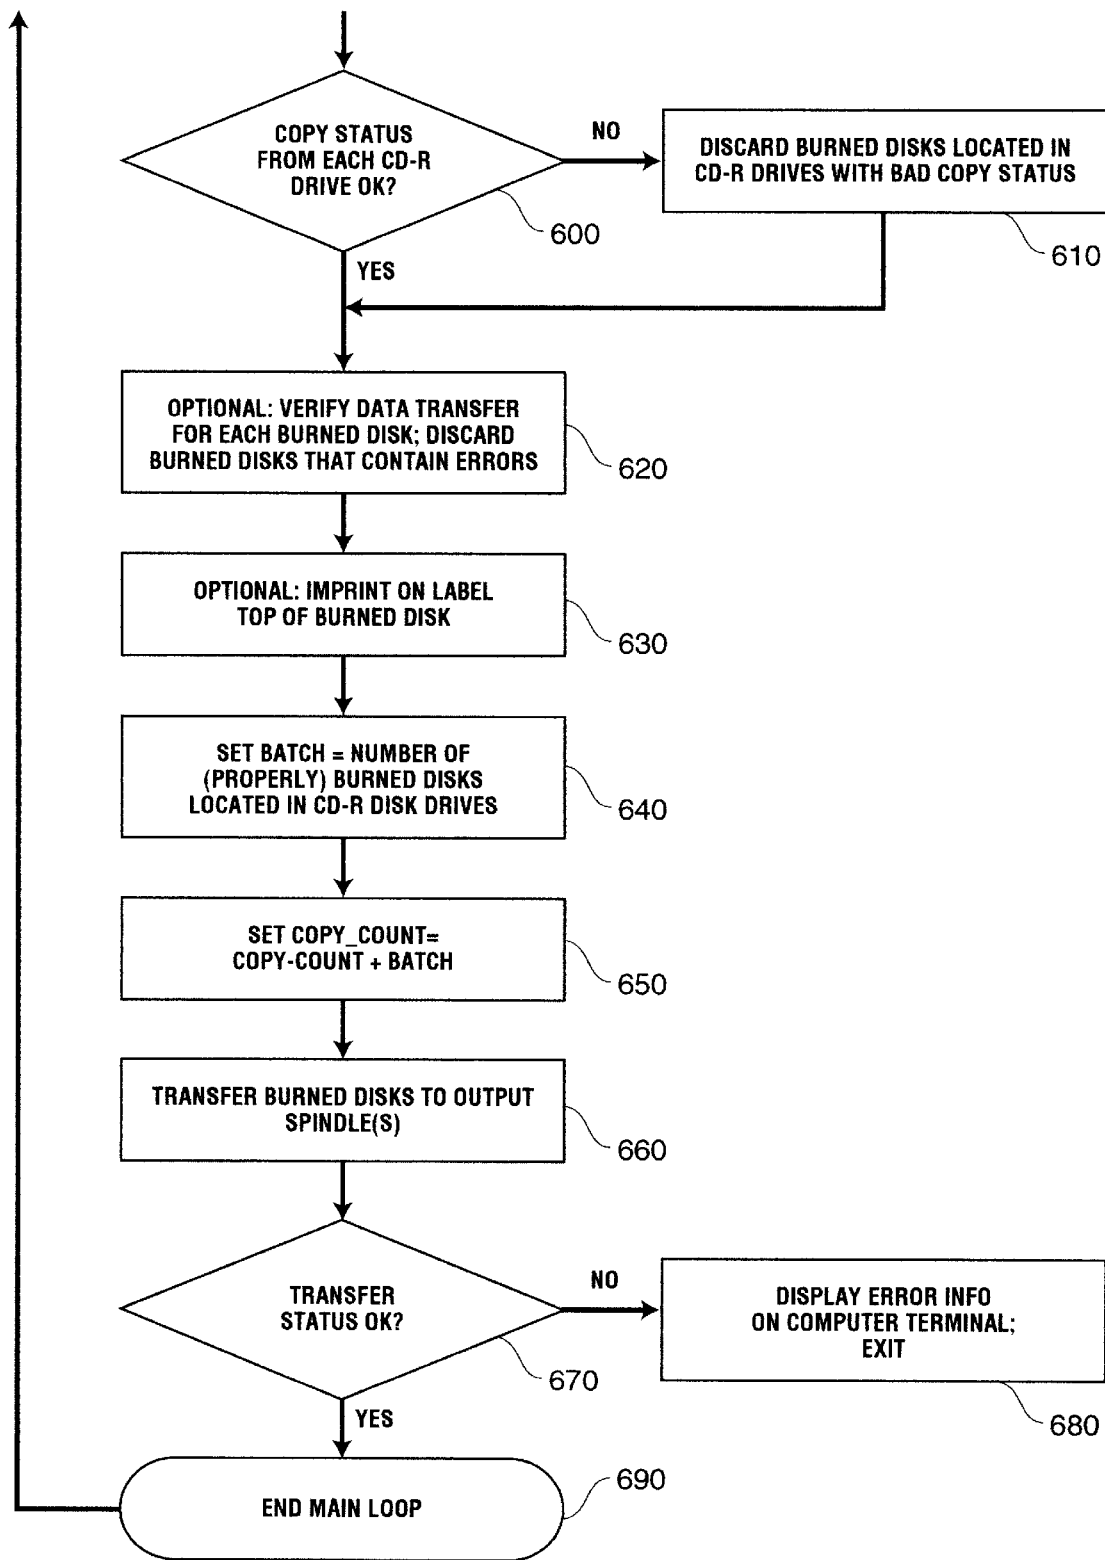 COPY STATUS
FROM EACH CD-R
DRIVE OK?
600
NO
DISCARD BURNED DISKS LOCATED IN
CD-R DRIVES WITH BAD COPY STATUS
610
YES
OPTIONAL: VERIFY DATA TRANSFER
FOR EACH BURNED DISK; DISCARD
BURNED DISKS THAT CONTAIN ERRORS
620
OPTIONAL: IMPRINT ON LABEL
TOP OF BURNED DISK
630
SET BATCH = NUMBER OF
(PROPERLY) BURNED DISKS
LOCATED IN CD-R DISK DRIVES
640
SET COPY_COUNT=
COPY-COUNT + BATCH
650
TRANSFER BURNED DISKS TO OUTPUT
SPINDLE(S)
660
TRANSFER
STATUS OK?
670
NO
DISPLAY ERROR INFO
ON COMPUTER TERMINAL;
EXIT
680
YES
END MAIN LOOP
690